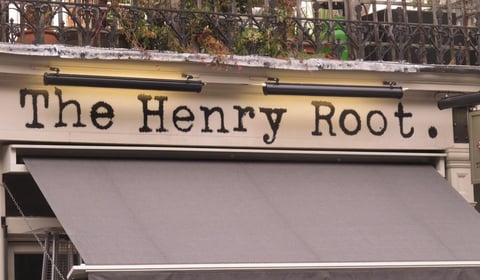 The Henry Root.